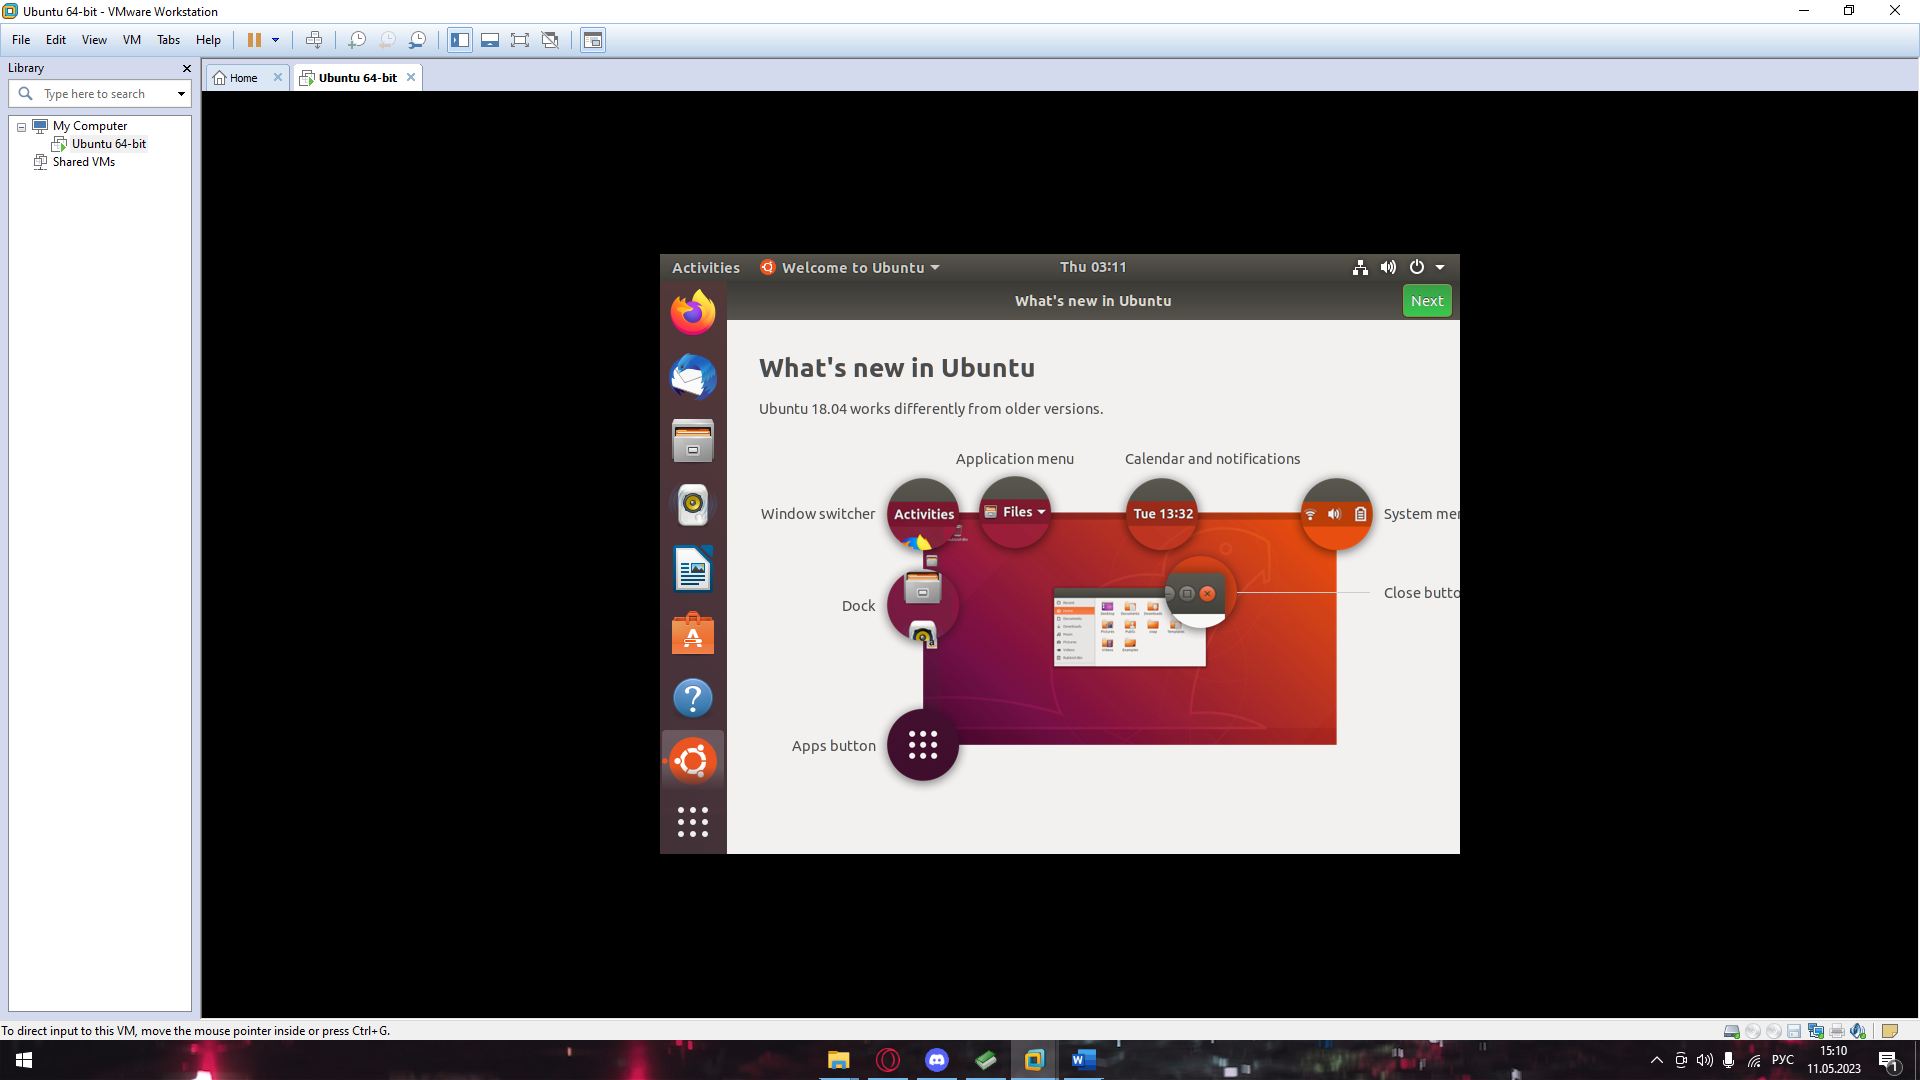 Ubuntu 64-bit - VMware Workstation
File Edit View VM Tabs Help
Library
Type here to search
My Computer
Ubuntu 64-bit
Shared VMs
Home
Ubuntu 64-bit
Activities Welcome to Ubuntu Thu 03:11
What's new in Ubuntu Next
What's new in Ubuntu
Ubuntu 18.04 works differently from older versions.
Application menu Calendar and notifications
Window switcher Activities Files Tue 13:32 System me
Close butto
Dock
Apps button
To direct input to this VM, move the mouse pointer inside or press Ctrl+G.
РУС 15:10
11.05.2023 1